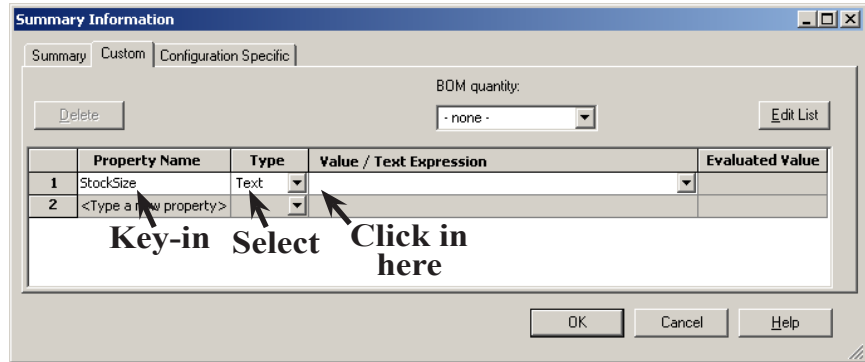 Summary Information
Summary Custom Configuration Specific
BOM quantity:
Delete - none - Edit List
Property Name Type Value / Text Expression Evaluated Value
1 StockSize Text
2 <Type a new property>
Key-in Select Click in
here
OK Cancel Help